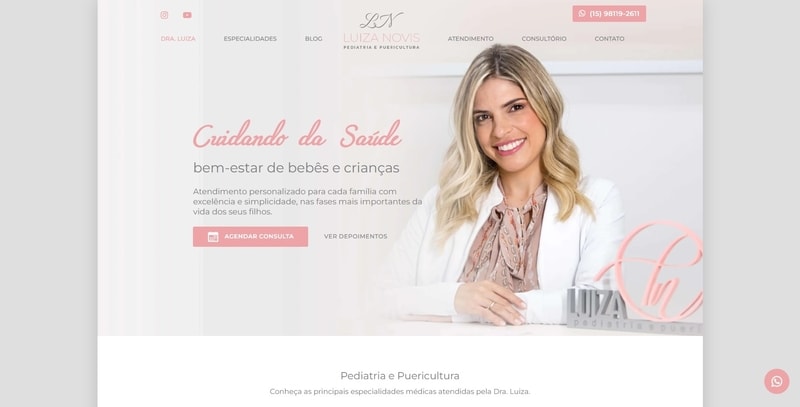 (15) 98119-2611
LN
DRA. LUIZA
ESPECIALIDADES
BLOG
LUIZA NOVIS
PEDIATRIA E PUERICULTURA
ATENDIMENTO
CONSULTÓRIO
CONTATO
Cuidando da Saúde
bem-estar de bebês e crianças
Atendimento personalizado para cada família com
excelência e simplicidade, nas fases mais importantes da
vida dos seus filhos.
AGENDAR CONSULTA
VER DEPOIMENTOS
LUIZA
pediatria e pueri
Pediatria e Puericultura
Conheça as principais especialidades médicas atendidas pela Dra. Luiza.